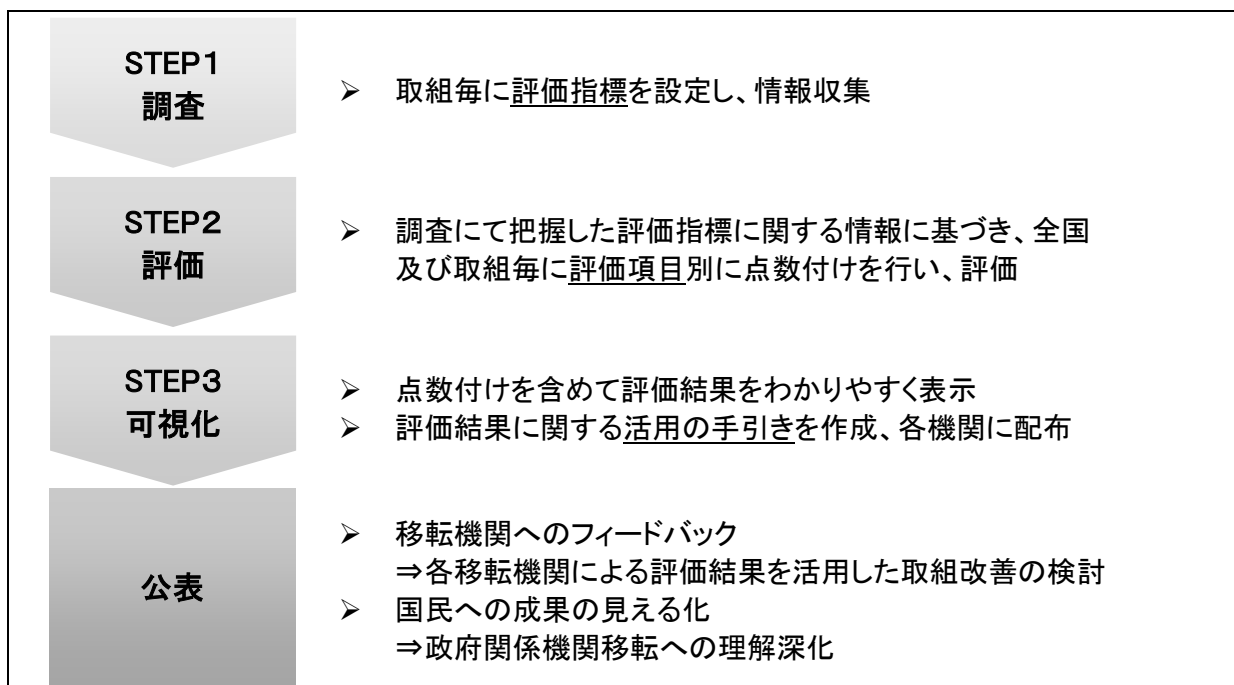 STEP1
調査
➢ 取組毎に評価指標を設定し、情報収集
STEP2
評価
➢ 調査にて把握した評価指標に関する情報に基づき、全国
及び取組毎に評価項目別に点数付けを行い、評価
STEP3
可視化
➢ 点数付けを含めて評価結果をわかりやすく表示
➢ 評価結果に関する活用の手引きを作成、各機関に配布
公表
➢ 移転機関へのフィードバック
⇒各移転機関による評価結果を活用した取組改善の検討
➢ 国民への成果の見える化
⇒政府関係機関移転への理解深化